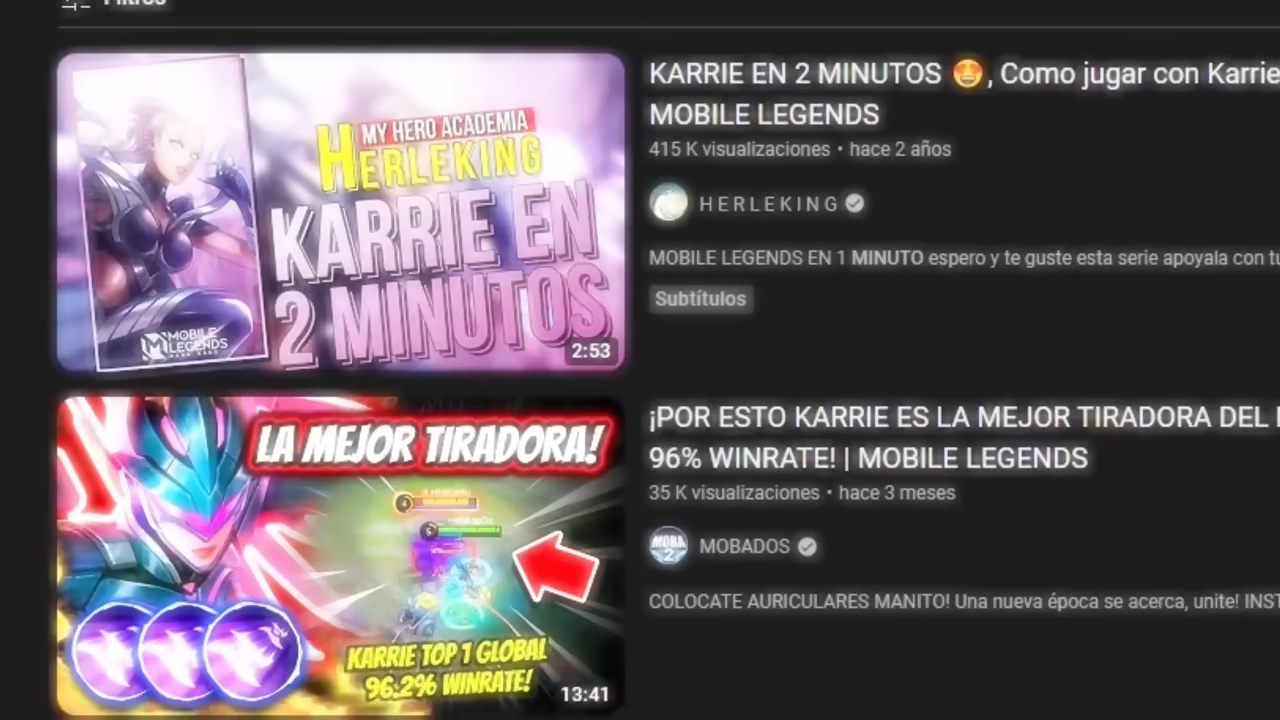 Filtros
MY HERO ACADEMIA
HERLEKING
KARRIE EN
2 MINUTOS
MOBILE
LEGENDS
2:53
KARRIE EN 2 MINUTOS 🤩, Como jugar con Karrie
MOBILE LEGENDS
415 K visualizaciones • hace 2 años
HERLEKING
MOBILE LEGENDS EN 1 MINUTO espero y te guste esta serie apoyala con tu
Subtítulos
LA MEJOR TIRADORA!
KARRIE TOP 1 GLOBAL
96.2% WINRATE!
13:41
¡POR ESTO KARRIE ES LA MEJOR TIRADORA DEL
96% WINRATE! | MOBILE LEGENDS
35 K visualizaciones • hace 3 meses
MOBA
2
MOBADOS
COLOCATE AURICULARES MANITO! Una nueva época se acerca, unite! INST